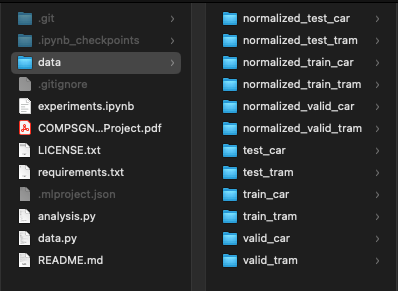 .git
.ipynb_checkpoints
data
.gitignore
experiments.ipynb
COMPSGN...Project.pdf
LICENSE.txt
requirements.txt
.mlproject.json
analysis.py
data.py
README.md
normalized_test_car
normalized_test_tram
normalized_train_car
normalized_train_tram
normalized_valid_car
normalized_valid_tram
test_car
test_tram
train_car
train_tram
valid_car
valid_tram